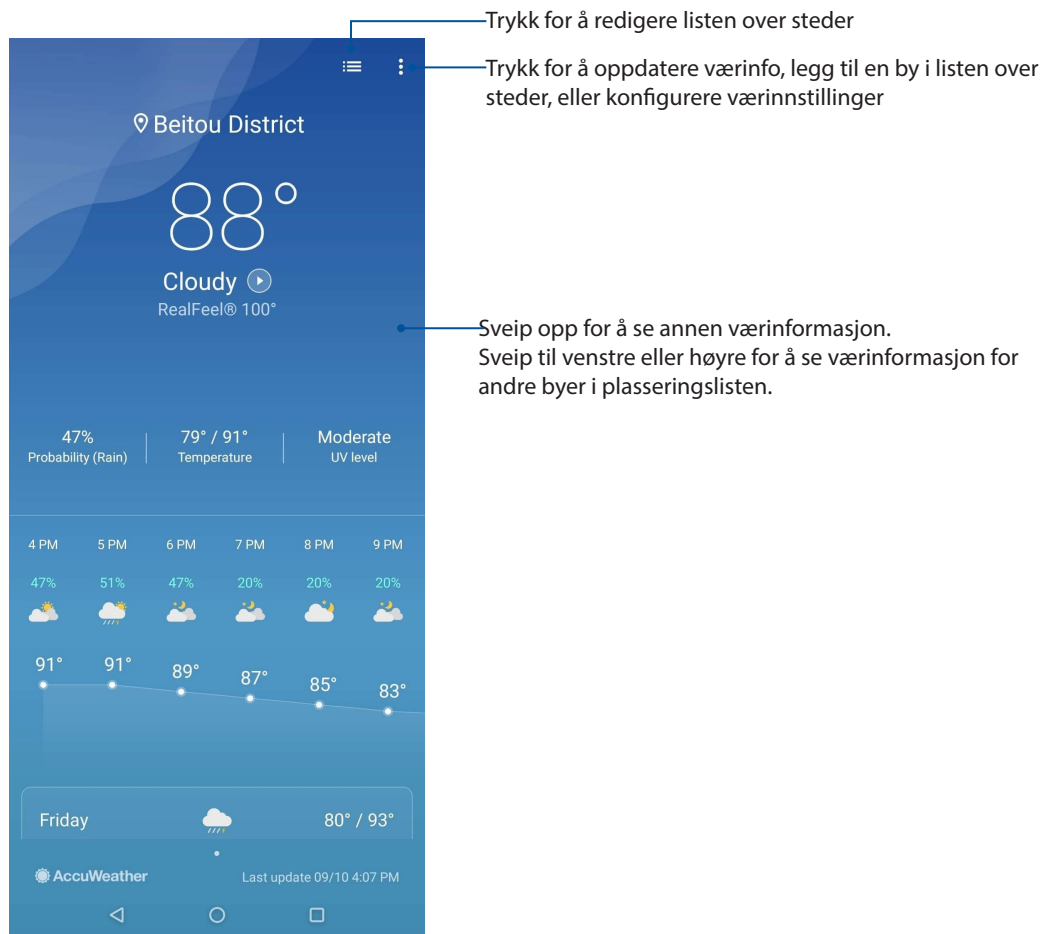 Trykk for å redigere listen over steder
Trykk for å oppdatere værinfo, legg til en by i listen over
steder, eller konfigurere værinnstillinger
Beitou District
88°
Cloudy
RealFeel® 100°
Sveip opp for å se annen værinformasjon.
Sveip til venstre eller høyre for å se værinformasjon for
andre byer i plasseringslisten.
47% 79° / 91° Moderate
Probability (Rain) Temperature UV level
4 PM 5 PM 6 PM 7 PM 8 PM 9 PM
47% 51% 47% 20% 20% 20%
91° 91° 89° 87° 85° 83°
Friday 80° / 93°
AccuWeather Last update 09/10 4:07 PM